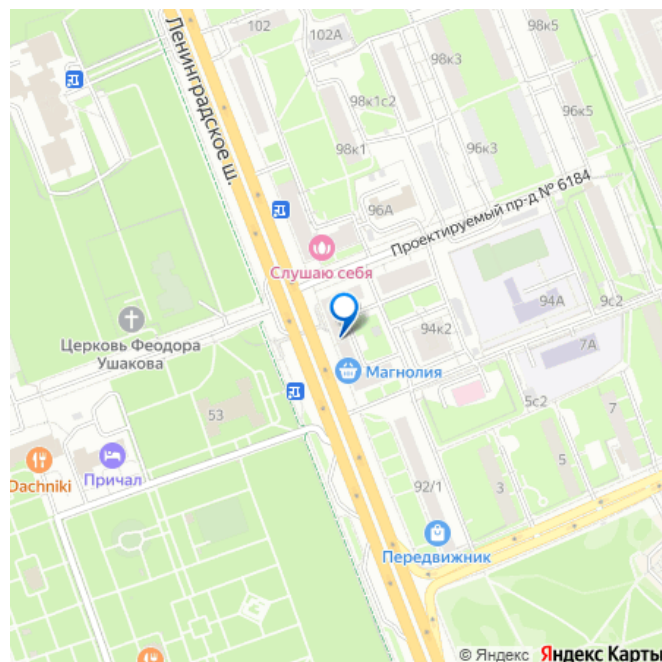 98к5
102
102А
98к3
Ленинградское ш.
98к1с2
96к5
98к1
96к3
Проектируемый пр-д № 6184
96А
Слушаю себя
94А
9с2
94к2
Церковь Феодора
Ушакова
7А
Магнолия
5с2
53
7
Dachniki
Причал
5
92/1
3
Передвижник
© Яндекс Яндекс Карты